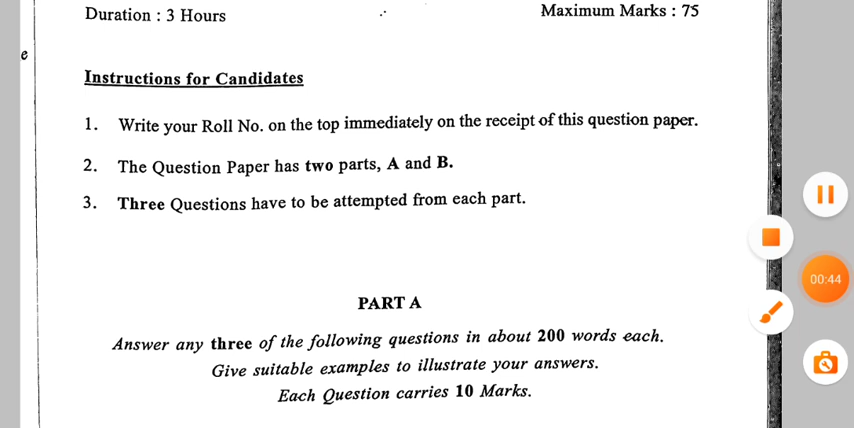 Duration : 3 Hours
Maximum Marks : 75
e
Instructions for Candidates
1. Write your Roll No. on the top immediately on the receipt of this question paper.
2. The Question Paper has two parts, A and B.
3. Three Questions have to be attempted from each part.
PART A
Answer any three of the following questions in about 200 words each.
Give suitable examples to illustrate your answers.
Each Question carries 10 Marks.
00:44